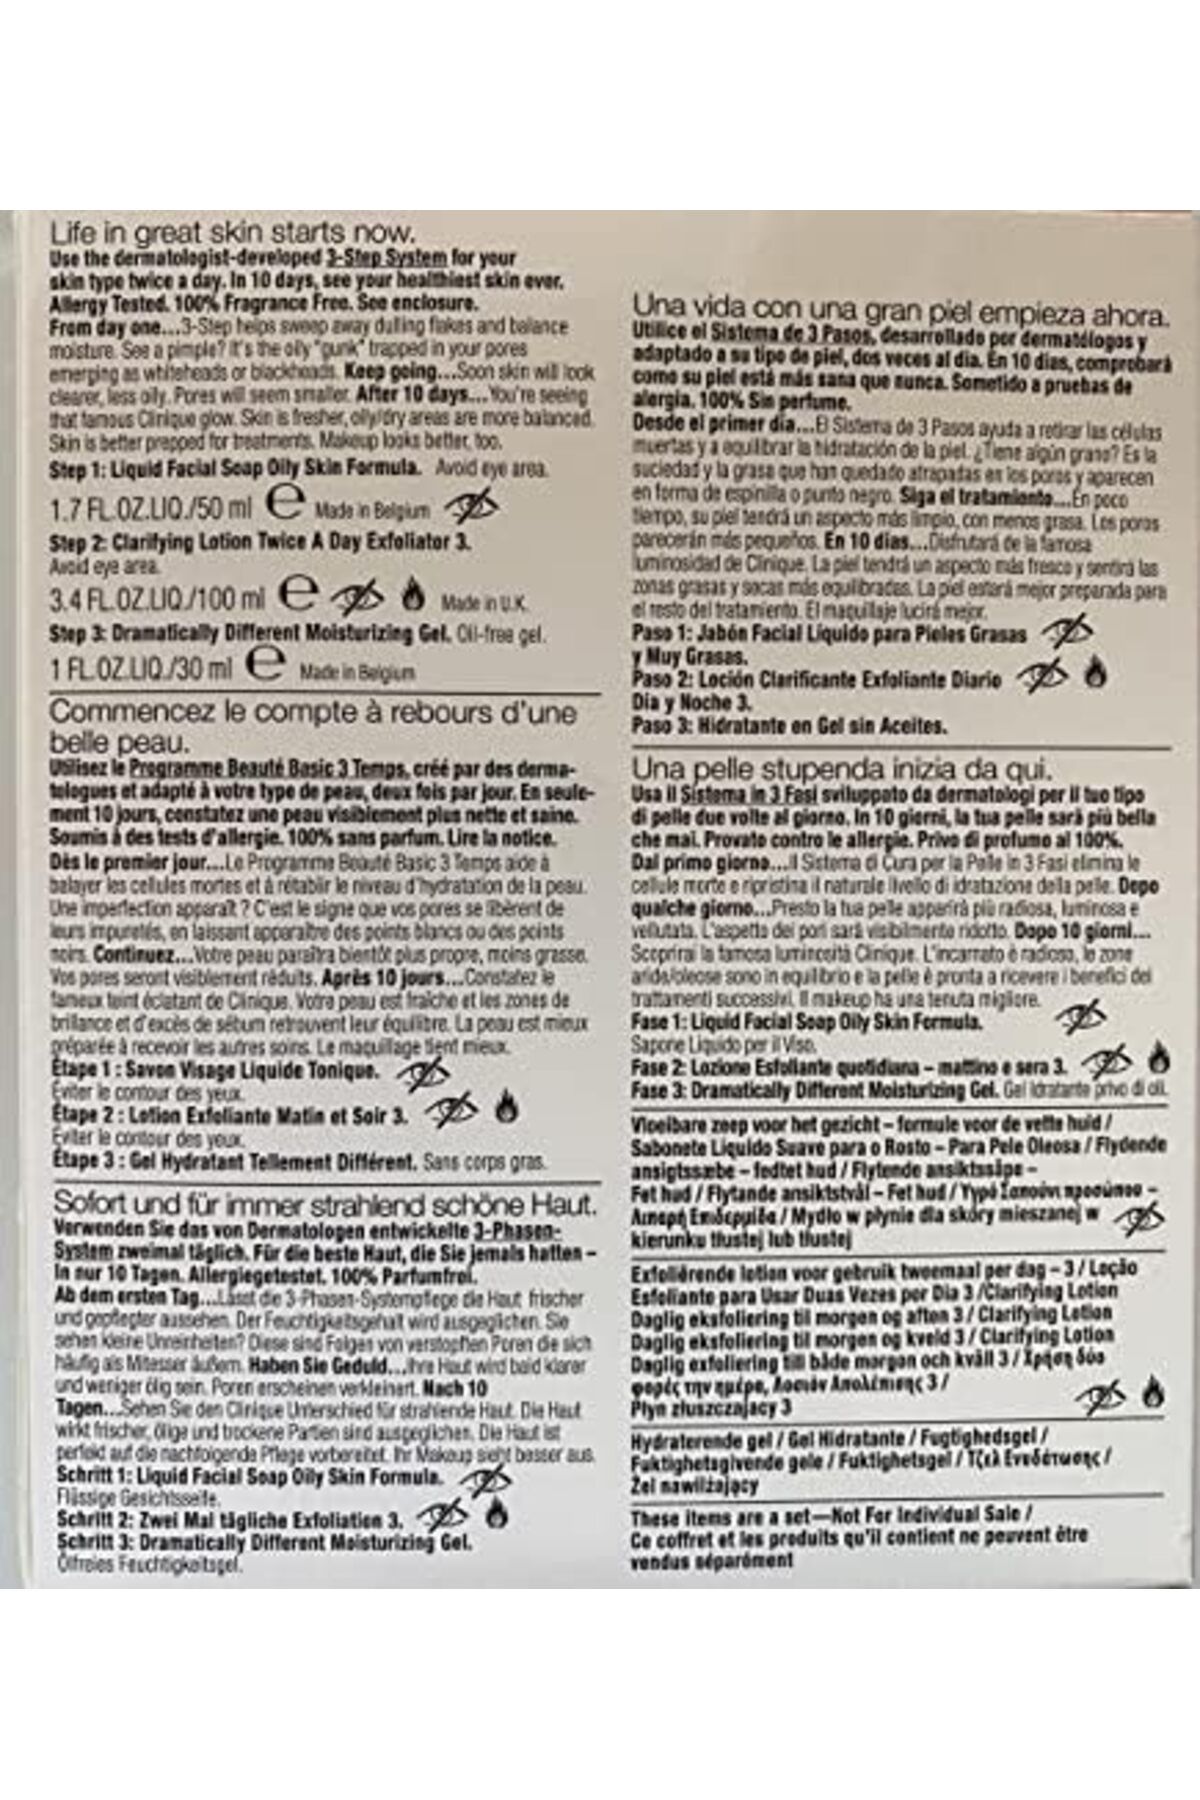 Life in great skin starts now.
Use the dermatologist-developed 3-Step System for your
skin type twice a day. In 10 days, see your healthiest skin ever.
Allergy Tested. 100% Fragrance Free. See enclosure.
From day one...3-Step helps sweep away dulling flakes and balance
moisture. See a pimple? It's the oily "gunk" trapped in your pores
emerging as whiteheads or blackheads. Keep going...Soon skin will look
clearer, less oily. Pores will seem smaller. After 10 days...You're seeing
that famous Clinique glow. Skin is fresher, oily/dry areas are more balanced.
Skin is better prepped for treatments. Makeup looks better, too.
Step 1: Liquid Facial Soap Oily Skin Formula. Avoid eye area.
1.7 FL.OZ.LIQ./50 ml ℮ Made in Belgium
Step 2: Clarifying Lotion Twice A Day Exfoliator 3.
Avoid eye area.
3.4 FL.OZ.LIQ./100 ml ℮ Made in U.K.
Step 3: Dramatically Different Moisturizing Gel. Oil-free gel.
1 FL.OZ.LIQ./30 ml ℮ Made in Belgium
Commencez le compte à rebours d'une
belle peau.
Utilisez le Programme Beauté Basic 3 Temps, créé par des derma-
tologues et adapté à votre type de peau, deux fois par jour. En seule-
ment 10 jours, constatez une peau visiblement plus nette et saine.
Soumis à des tests d'allergie. 100% sans parfum. Lire la notice.
Dès le premier jour...Le Programme Beauté Basic 3 Temps aide à
balayer les cellules mortes et à rétablir le niveau d'hydratation de la peau.
Une imperfection apparaît ? C'est le signe que vos pores se libèrent de
leurs impuretés, en laissant apparaître des points blancs ou des points
noirs. Continuez...Votre peau paraîtra bientôt plus propre, moins grasse.
Vos pores seront visiblement réduits. Après 10 jours...Constatez le
fameux teint éclatant de Clinique. Votre peau est fraîche et les zones de
brillance et d'excès de sébum retrouvent leur équilibre. La peau est mieux
préparée à recevoir les autres soins. Le maquillage tient mieux.
Étape 1 : Savon Visage Liquide Tonique.
Éviter le contour des yeux.
Étape 2 : Lotion Exfoliante Matin et Soir 3.
Éviter le contour des yeux.
Étape 3 : Gel Hydratant Tellement Différent. Sans corps gras.
Sofort und für immer strahlend schöne Haut.
Verwenden Sie das von Dermatologen entwickelte 3-Phasen-
System zweimal täglich. Für die beste Haut, die Sie jemals hatten –
in nur 10 Tagen. Allergiegetestet. 100% Parfumfrei.
Ab dem ersten Tag...Lässt die 3-Phasen-Systempflege die Haut frischer
und gepflegter aussehen. Der Feuchtigkeitsgehalt wird ausgeglichen. Sie
sehen kleine Unreinheiten? Diese sind Folgen von verstopften Poren die sich
häufig als Mitesser äußern. Haben Sie Geduld...Ihre Haut wird bald klarer
und weniger ölig sein. Poren erscheinen verkleinert. Nach 10
Tagen...Sehen Sie den Clinique Unterschied für strahlende Haut. Die Haut
wirkt frischer, ölige und trockene Partien sind ausgeglichen. Die Haut ist
perfekt auf die nachfolgende Pflege vorbereitet. Ihr Makeup sieht besser aus.
Schritt 1: Liquid Facial Soap Oily Skin Formula.
Flüssige Gesichtsseife.
Schritt 2: Zwei Mal tägliche Exfoliation 3.
Schritt 3: Dramatically Different Moisturizing Gel.
Ölfreies Feuchtigkeitsgel.
Una vida con una gran piel empieza ahora.
Utilice el Sistema de 3 Pasos, desarrollado por dermatólogos y
adaptado a su tipo de piel, dos veces al día. En 10 días, comprobará
como su piel está más sana que nunca. Sometido a pruebas de
alergia. 100% Sin perfume.
Desde el primer día...El Sistema de 3 Pasos ayuda a retirar las células
muertas y a equilibrar la hidratación de la piel. ¿Tiene algún grano? Es la
suciedad y la grasa que han quedado atrapadas en los poros y aparecen
en forma de espinilla o punto negro. Siga el tratamiento...En poco
tiempo, su piel tendrá un aspecto más limpio, con menos grasa. Los poros
parecerán más pequeños. En 10 días...Disfrutará de la famosa
luminosidad de Clinique. La piel tendrá un aspecto más fresco y sentirá las
zonas grasas y secas más equilibradas. La piel estará mejor preparada para
el resto del tratamiento. El maquillaje lucirá mejor.
Paso 1: Jabón Facial Líquido para Pieles Grasas
y Muy Grasas.
Paso 2: Loción Clarificante Exfoliante Diario
Día y Noche 3.
Paso 3: Hidratante en Gel sin Aceites.
Una pelle stupenda inizia da qui.
Usa il Sistema in 3 Fasi sviluppato da dermatologi per il tuo tipo
di pelle due volte al giorno. In 10 giorni, la tua pelle sarà più bella
che mai. Provato contro le allergie. Privo di profumo al 100%.
Dal primo giorno...Il Sistema di Cura per la Pelle in 3 Fasi elimina le
cellule morte e ripristina il naturale livello di idratazione della pelle. Dopo
qualche giorno...Presto la tua pelle apparirà più radiosa, luminosa e
vellutata. L'aspetto dei pori sarà visibilmente ridotto. Dopo 10 giorni...
Scoprirai la famosa luminosità Clinique. L'incarnato è radioso, le zone
aride/oleose sono in equilibrio e la pelle è pronta a ricevere i benefici dei
trattamenti successivi. Il makeup ha una tenuta migliore.
Fase 1: Liquid Facial Soap Oily Skin Formula.
Sapone Liquido per il Viso.
Fase 2: Lozione Esfoliante quotidiana – mattino e sera 3.
Fase 3: Dramatically Different Moisturizing Gel. Gel Idratante privo di oli.
Vloeibare zeep voor het gezicht – formule voor de vette huid /
Sabonete Líquido Suave para o Rosto – Para Pele Oleosa / Flydende
ansigtssæbe – fedtet hud / Flytende ansiktssåpe –
Fet hud / Flytande ansiktstvål – Fet hud / Υγρό Σαπούνι προσώπου –
Λιπαρή Επιδερμίδα / Mydło w płynie dla skóry mieszanej w
kierunku tłustej lub tłustej
Exfoliërende lotion voor gebruik tweemaal per dag – 3 / Loção
Esfoliante para Usar Duas Vezes por Dia 3 /Clarifying Lotion
Daglig eksfoliering til morgen og aften 3 / Clarifying Lotion
Daglig eksfoliering til morgen og kveld 3 / Clarifying Lotion
Daglig exfoliering till både morgon och kväll 3 / Χρήση δύο
φορές την ημέρα, Λοσιόν Απολέπισης 3 /
Płyn złuszczający 3
Hydraterende gel / Gel Hidratante / Fugtighedsgel /
Fuktighetsgivende gele / Fuktighetsgel / Τζελ Ενυδάτωσης /
Żel nawilżający
These items are a set—Not For Individual Sale /
Ce coffret et les produits qu'il contient ne peuvent être
vendus séparément